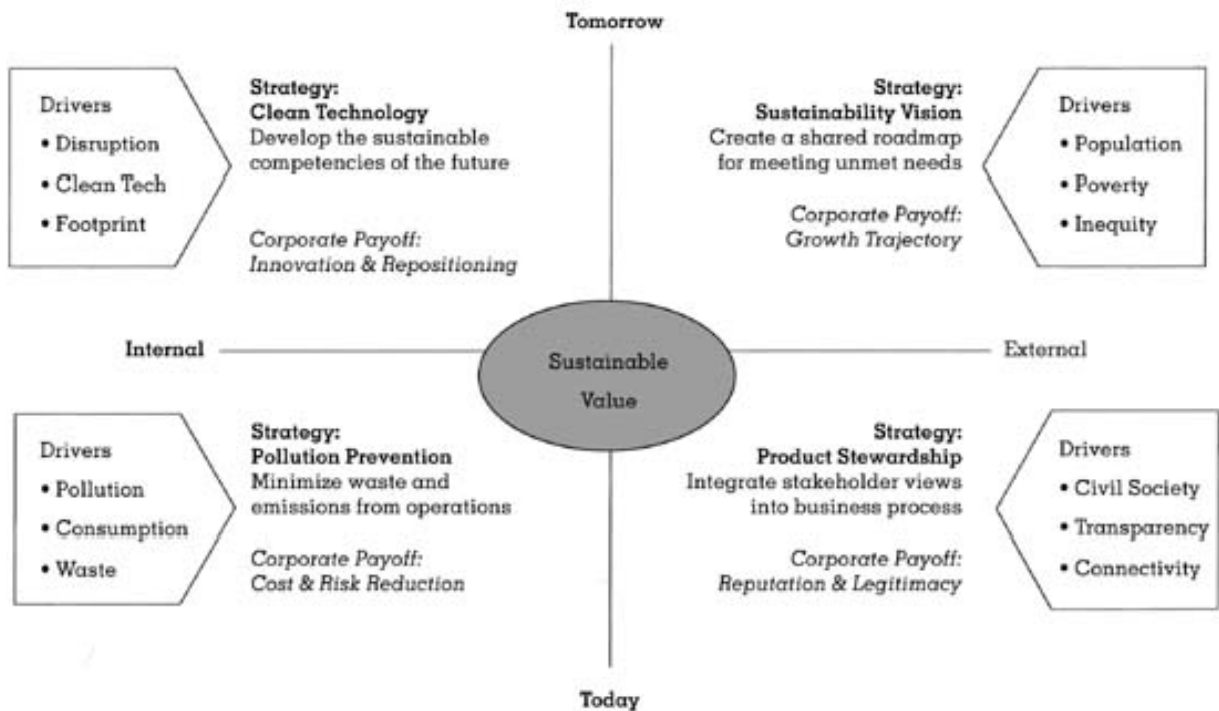 Tomorrow
Drivers
• Disruption
• Clean Tech
• Footprint
Strategy:
Clean Technology
Develop the sustainable
competencies of the future
Corporate Payoff:
Innovation & Repositioning
Strategy:
Sustainability Vision
Create a shared roadmap
for meeting unmet needs
Corporate Payoff:
Growth Trajectory
Drivers
• Population
• Poverty
• Inequity
Internal
Sustainable
Value
External
Drivers
• Pollution
• Consumption
• Waste
Strategy:
Pollution Prevention
Minimize waste and
emissions from operations
Corporate Payoff:
Cost & Risk Reduction
Strategy:
Product Stewardship
Integrate stakeholder views
into business process
Corporate Payoff:
Reputation & Legitimacy
Drivers
• Civil Society
• Transparency
• Connectivity
Today